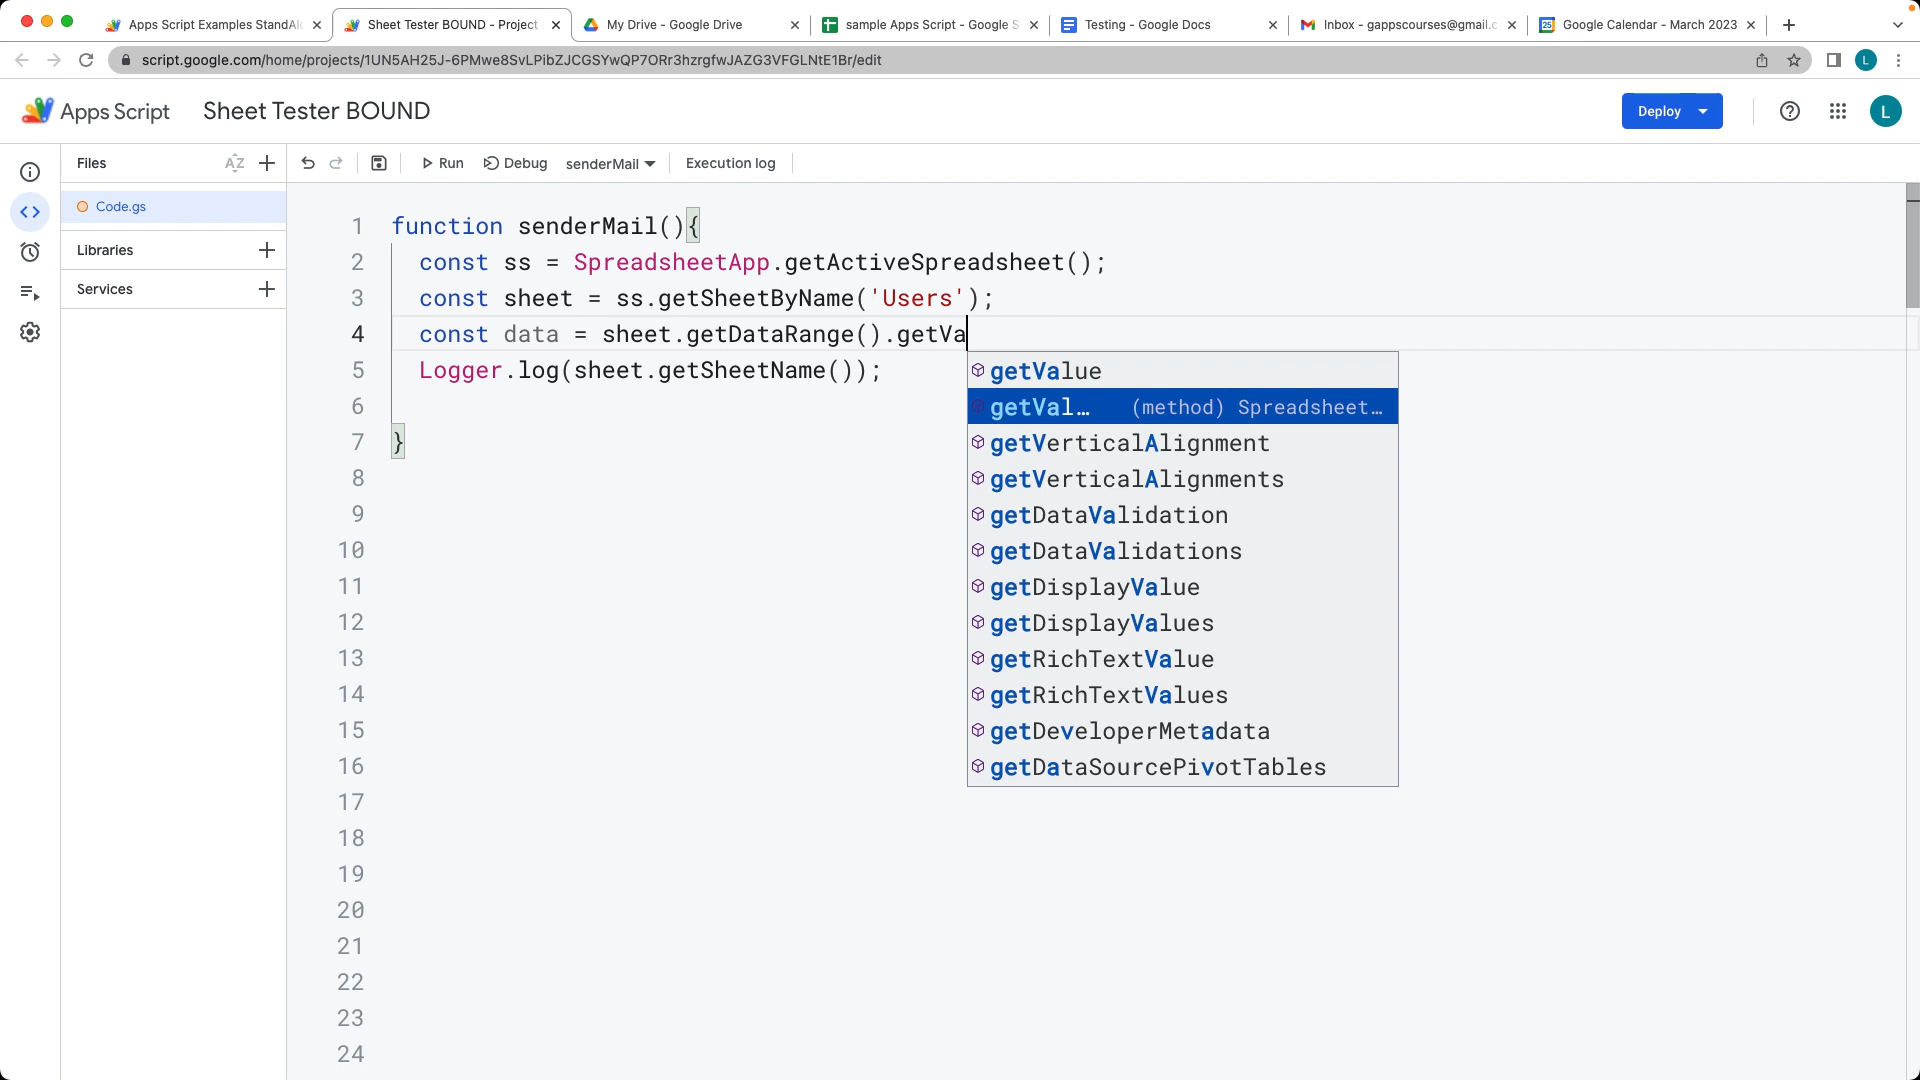 Apps Script Examples StandAl
Sheet Tester BOUND - Project
My Drive - Google Drive
sample Apps Script - Google S
Testing - Google Docs
Inbox - gappscourses@gmail.c
25
Google Calendar - March 2023
script.google.com/home/projects/1UN5AH25J-6PMwe8SvLPibZJCGSYwQP7ORr3hzrgfwJAZG3VFGLNtE1Br/edit
L
Apps Script
Sheet Tester BOUND
Deploy
L
Files
AZ
Run
Debug
senderMail
Execution log
Code.gs
Libraries
Services
1 function senderMail(){
2 const ss = SpreadsheetApp.getActiveSpreadsheet();
3 const sheet = ss.getSheetByName('Users');
4 const data = sheet.getDataRange().getVa
5 Logger.log(sheet.getSheetName());
6
7 }
8
9
10
11
12
13
14
15
16
17
18
19
20
21
22
23
24
getValue
getVal… (method) Spreadsheet…
getVerticalAlignment
getVerticalAlignments
getDataValidation
getDataValidations
getDisplayValue
getDisplayValues
getRichTextValue
getRichTextValues
getDeveloperMetadata
getDataSourcePivotTables